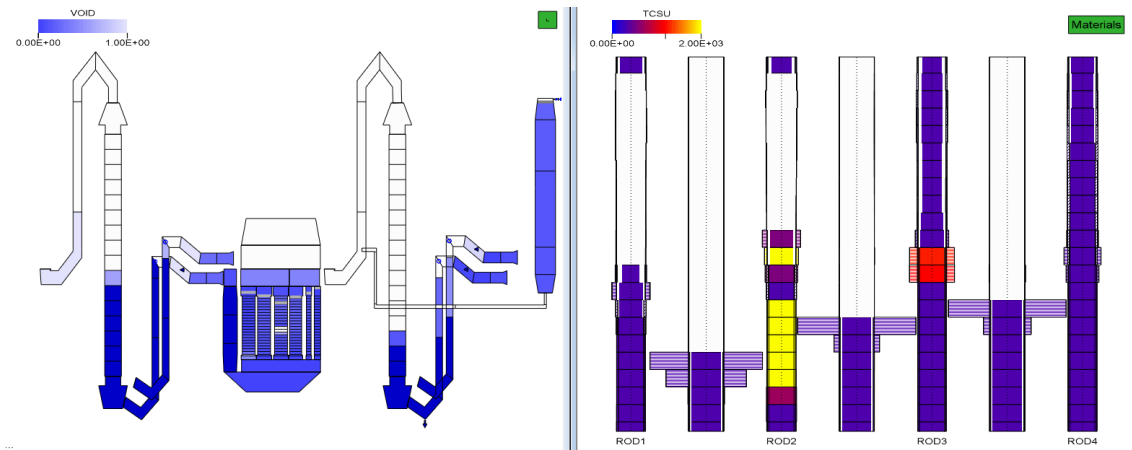 VOID
0.00E+00 1.00E+00
TCSU
0.00E+00 2.00E+03
Materials
ROD1 ROD2 ROD3 ROD4
...